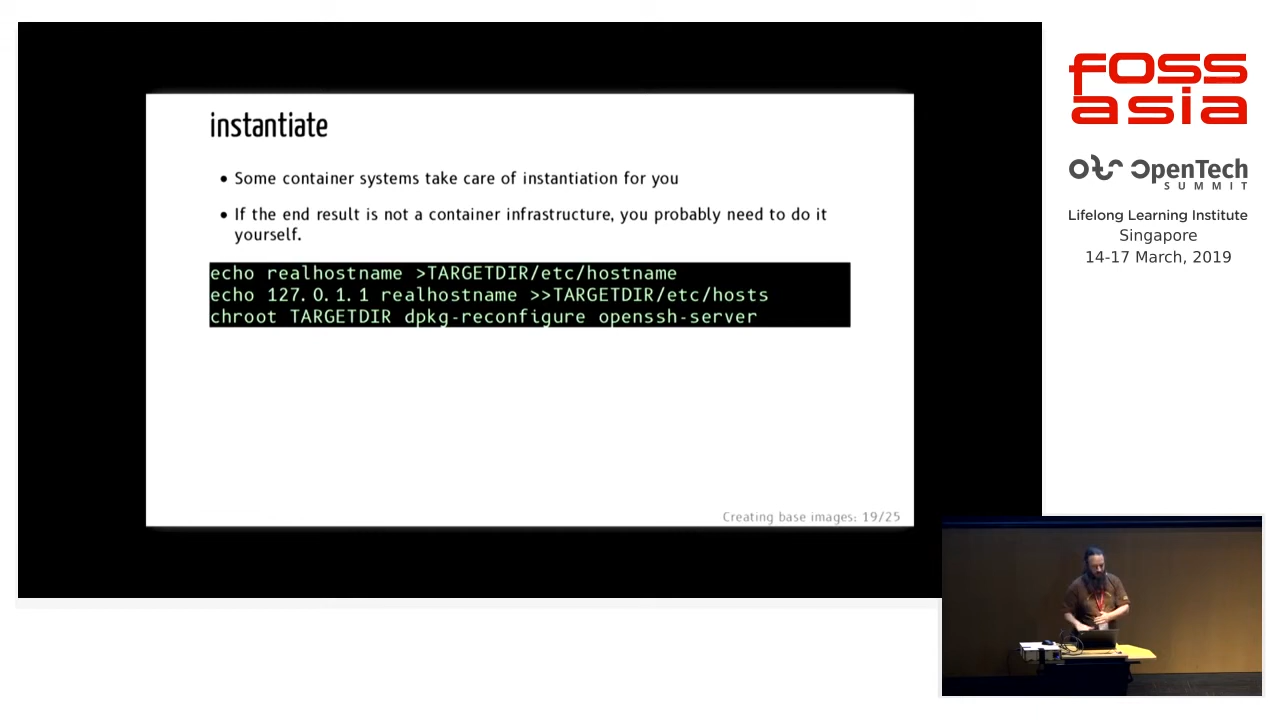 instantiate
• Some container systems take care of instantiation for you
• If the end result is not a container infrastructure, you probably need to do it
yourself.
echo realhostname >TARGETDIR/etc/hostname
echo 127.0.1.1 realhostname >>TARGETDIR/etc/hosts
chroot TARGETDIR dpkg-reconfigure openssh-server
Creating base images: 19/25
fOSS
asia
OpenTech
SUMMIT
Lifelong Learning Institute
Singapore
14-17 March, 2019